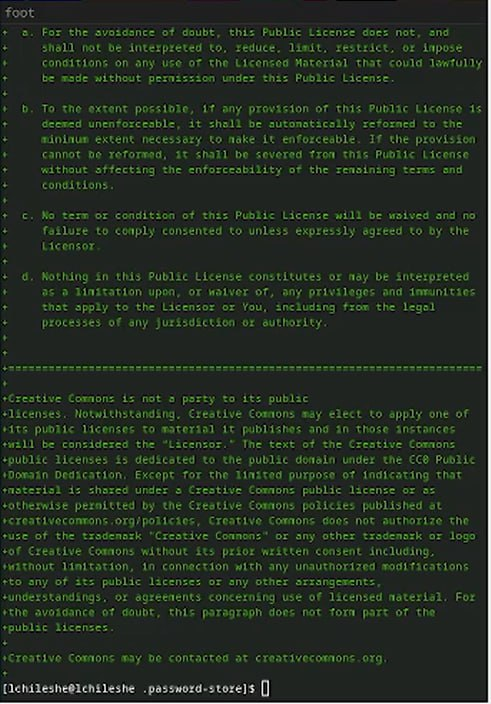 foot
+  a. For the avoidance of doubt, this Public License does not, and
+     shall not be interpreted to, reduce, limit, restrict, or impose
+     conditions on any use of the Licensed Material that could lawfully
+     be made without permission under this Public License.
+
+  b. To the extent possible, if any provision of this Public License is
+     deemed unenforceable, it shall be automatically reformed to the
+     minimum extent necessary to make it enforceable. If the provision
+     cannot be reformed, it shall be severed from this Public License
+     without affecting the enforceability of the remaining terms and
+     conditions.
+
+  c. No term or condition of this Public License will be waived and no
+     failure to comply consented to unless expressly agreed to by the
+     Licensor.
+
+  d. Nothing in this Public License constitutes or may be interpreted
+     as a limitation upon, or waiver of, any privileges and immunities
+     that apply to the Licensor or You, including from the legal
+     processes of any jurisdiction or authority.
+
+
+=======================================================================
+
+Creative Commons is not a party to its public
+licenses. Notwithstanding, Creative Commons may elect to apply one of
+its public licenses to material it publishes and in those instances
+will be considered the "Licensor." The text of the Creative Commons
+public licenses is dedicated to the public domain under the CC0 Public
+Domain Dedication. Except for the limited purpose of indicating that
+material is shared under a Creative Commons public license or as
+otherwise permitted by the Creative Commons policies published at
+creativecommons.org/policies, Creative Commons does not authorize the
+use of the trademark "Creative Commons" or any other trademark or logo
+of Creative Commons without its prior written consent including,
+without limitation, in connection with any unauthorized modifications
+to any of its public licenses or any other arrangements,
+understandings, or agreements concerning use of licensed material. For
+the avoidance of doubt, this paragraph does not form part of the
+public licenses.
+
+Creative Commons may be contacted at creativecommons.org.
+
[lchileshe@lchileshe .password-store]$